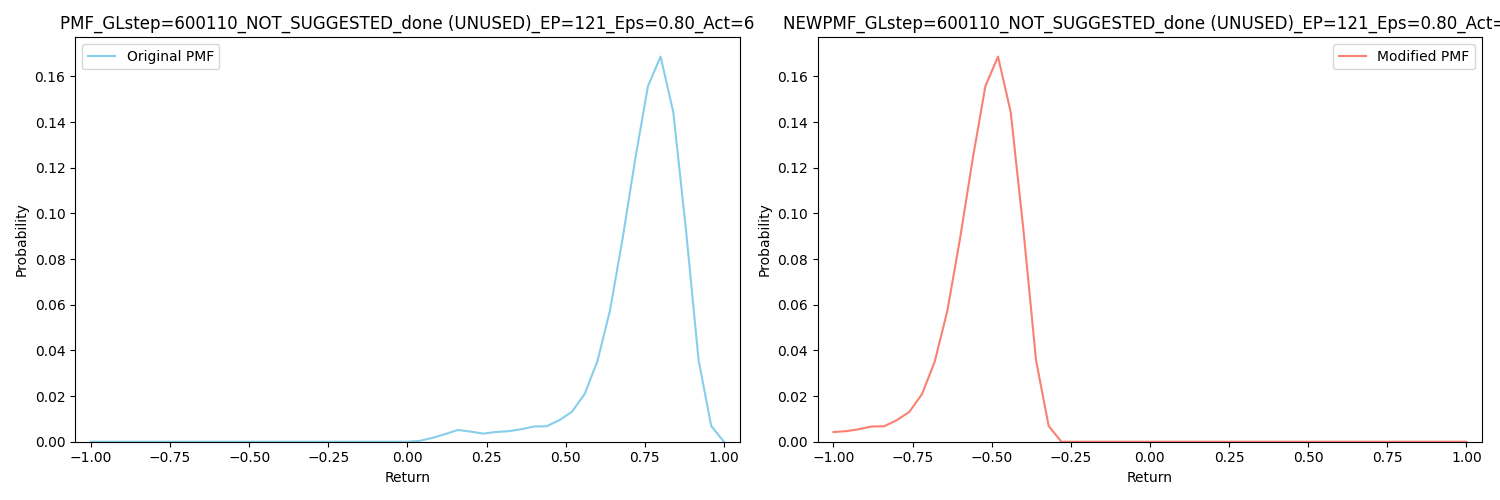 PMF_GLstep=600110_NOT_SUGGESTED_done (UNUSED)_EP=121_Eps=0.80_Act=6
Original PMF
Probability
0.16
0.14
0.12
0.10
0.08
0.06
0.04
0.02
0.00
−1.00 −0.75 −0.50 −0.25 0.00 0.25 0.50 0.75 1.00
Return
NEWPMF_GLstep=600110_NOT_SUGGESTED_done (UNUSED)_EP=121_Eps=0.80_Act=
Modified PMF
Probability
0.16
0.14
0.12
0.10
0.08
0.06
0.04
0.02
0.00
−1.00 −0.75 −0.50 −0.25 0.00 0.25 0.50 0.75 1.00
Return